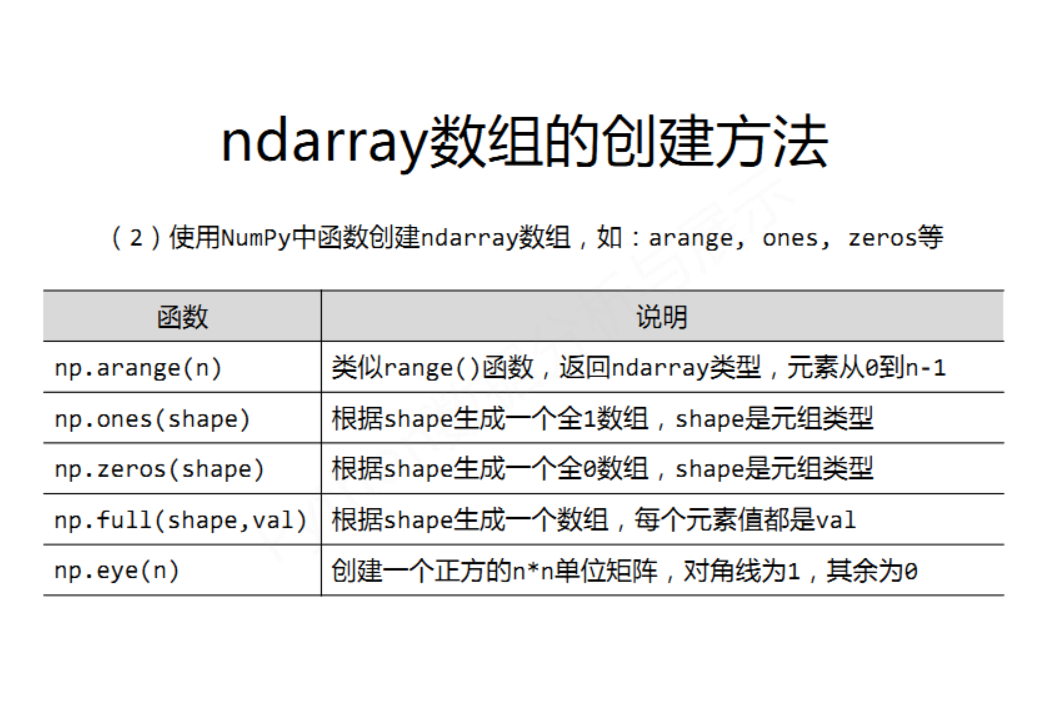 ndarray数组的创建方法
（2）使用NumPy中函数创建ndarray数组，如：arange, ones, zeros等
函数 说明
np.arange(n) 类似range()函数，返回ndarray类型，元素从0到n-1
np.ones(shape) 根据shape生成一个全1数组，shape是元组类型
np.zeros(shape) 根据shape生成一个全0数组，shape是元组类型
np.full(shape,val) 根据shape生成一个数组，每个元素值都是val
np.eye(n) 创建一个正方的n*n单位矩阵，对角线为1，其余为0